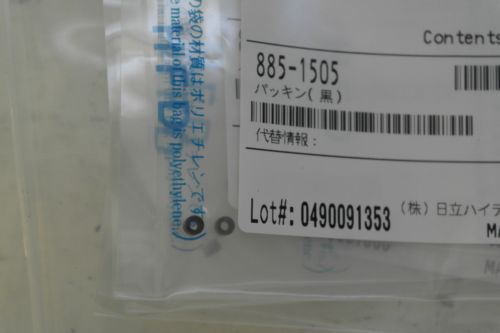 Contents
885-1505
パッキン(黒)
代替情報：
Lot#: 0490091353
(株)日立ハイテ
MA
り袋の材質はポリエチレンです。
e material of this bag is polyethylene.)